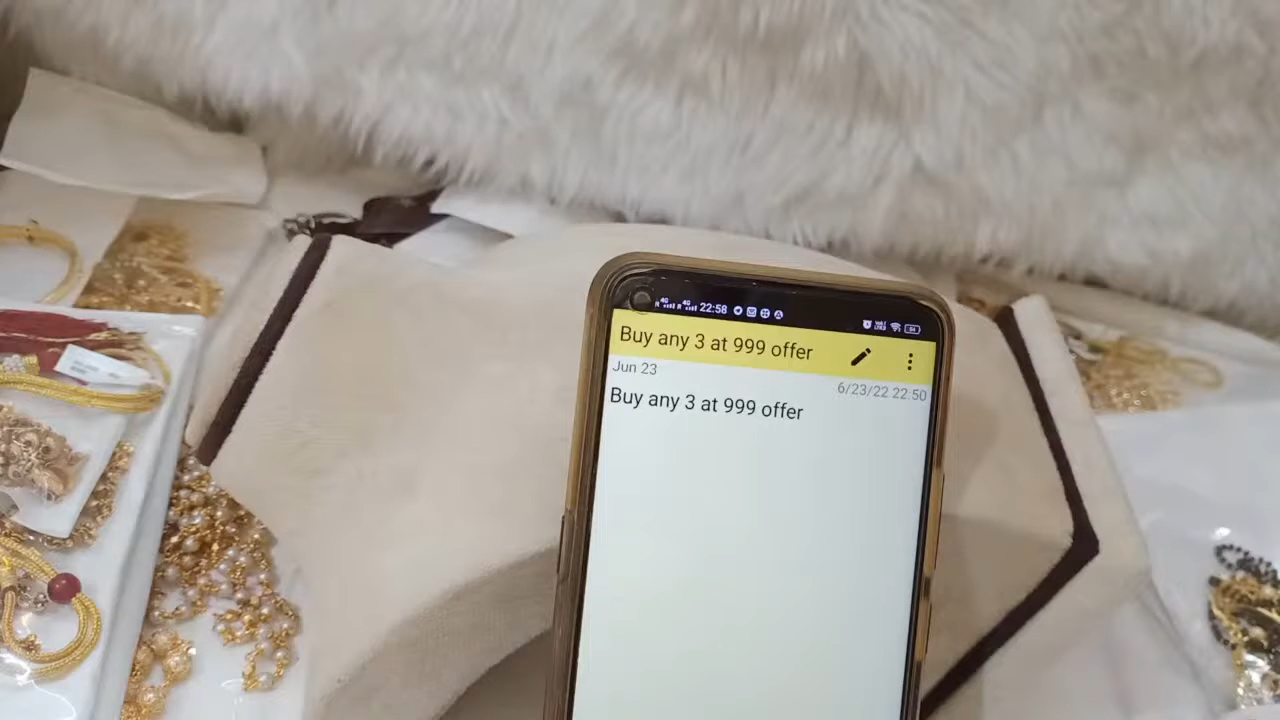 22:58
Buy any 3 at 999 offer
Jun 23
6/23/22 22:50
Buy any 3 at 999 offer